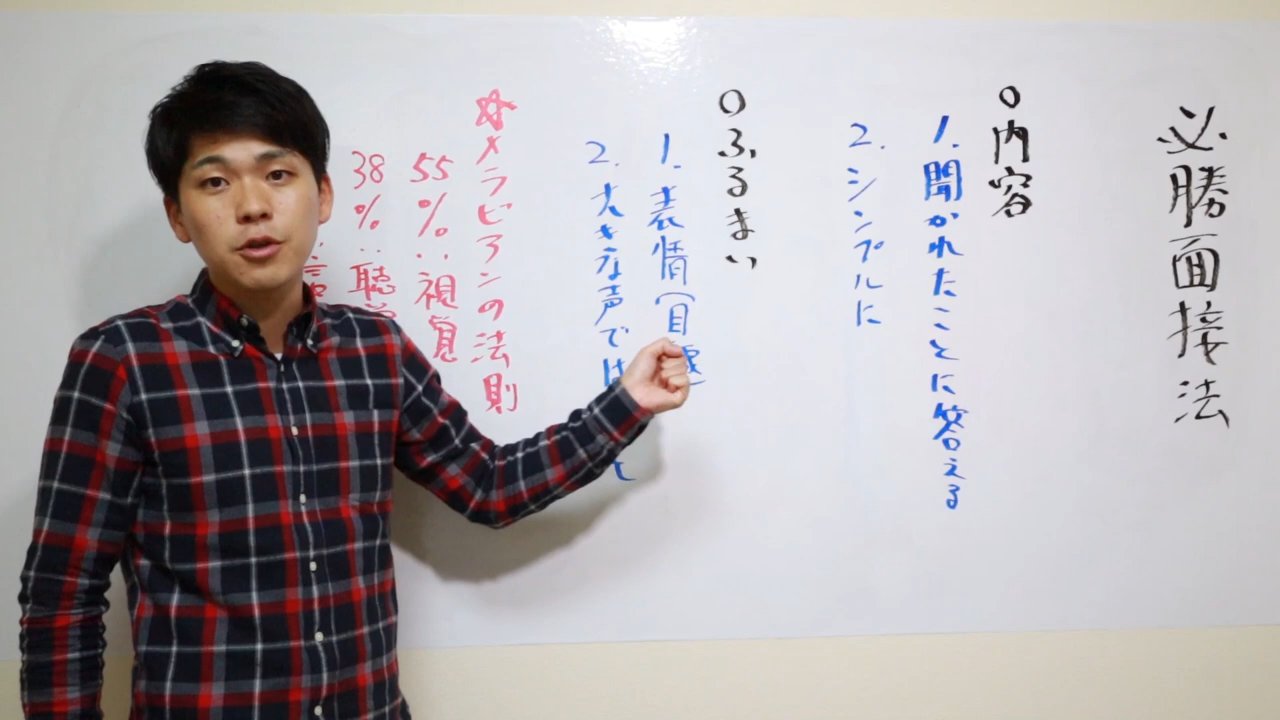 必勝面接法
○内容
1. 聞かれたことに答える
2. シンプルに
○ふるまい
1. 表情(目
2. 大きな声では
☆メラビアンの法則
55%:視覚
38%:聴